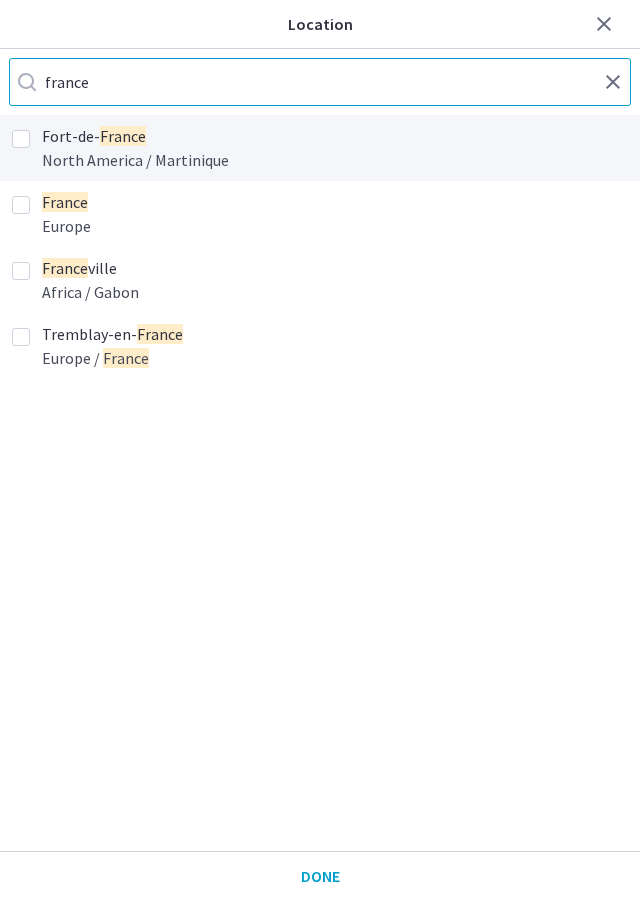 Location
france
Fort-de-France
North America / Martinique
France
Europe
Franceville
Africa / Gabon
Tremblay-en-France
Europe / France
DONE